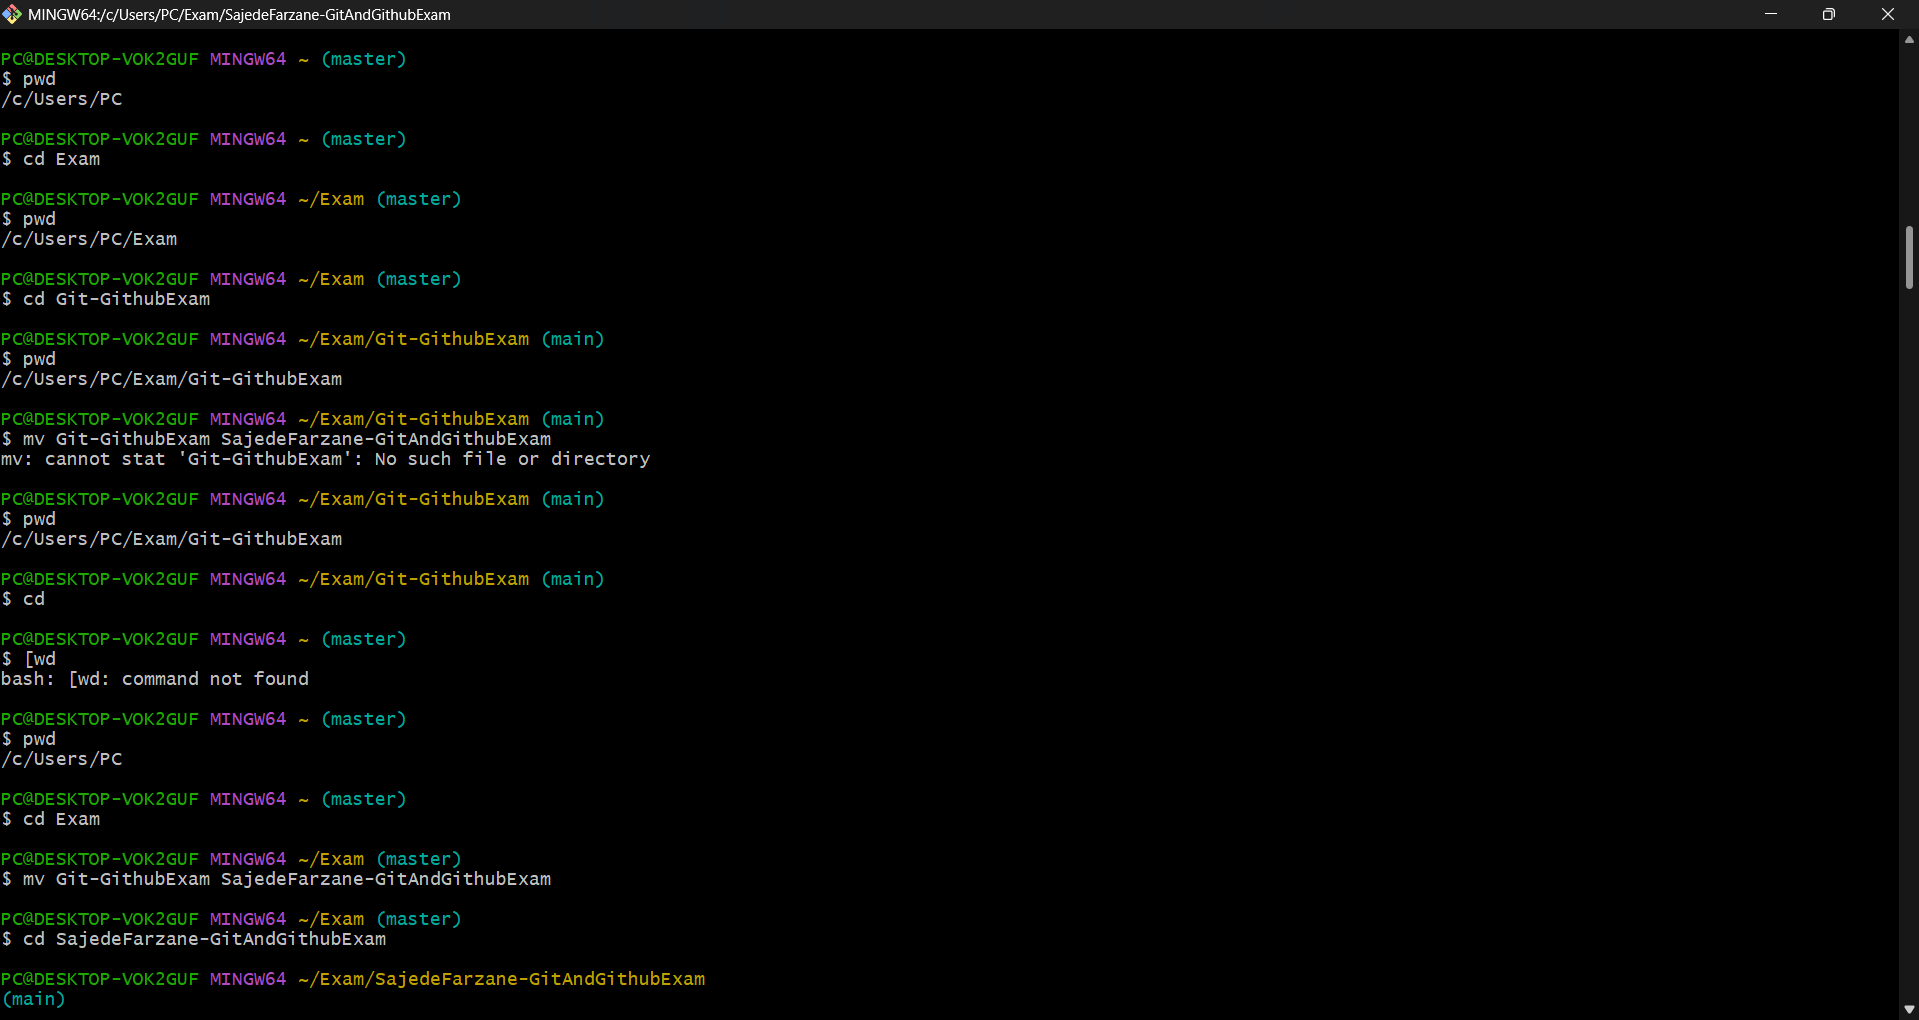 MINGW64:/c/Users/PC/Exam/SajedeFarzane-GitAndGithubExam
PC@DESKTOP-VOK2GUF MINGW64 ~ (master)
$ pwd
/c/Users/PC
PC@DESKTOP-VOK2GUF MINGW64 ~ (master)
$ cd Exam
PC@DESKTOP-VOK2GUF MINGW64 ~/Exam (master)
$ pwd
/c/Users/PC/Exam
PC@DESKTOP-VOK2GUF MINGW64 ~/Exam (master)
$ cd Git-GithubExam
PC@DESKTOP-VOK2GUF MINGW64 ~/Exam/Git-GithubExam (main)
$ pwd
/c/Users/PC/Exam/Git-GithubExam
PC@DESKTOP-VOK2GUF MINGW64 ~/Exam/Git-GithubExam (main)
$ mv Git-GithubExam SajedeFarzane-GitAndGithubExam
mv: cannot stat 'Git-GithubExam': No such file or directory
PC@DESKTOP-VOK2GUF MINGW64 ~/Exam/Git-GithubExam (main)
$ pwd
/c/Users/PC/Exam/Git-GithubExam
PC@DESKTOP-VOK2GUF MINGW64 ~/Exam/Git-GithubExam (main)
$ cd
PC@DESKTOP-VOK2GUF MINGW64 ~ (master)
$ [wd
bash: [wd: command not found
PC@DESKTOP-VOK2GUF MINGW64 ~ (master)
$ pwd
/c/Users/PC
PC@DESKTOP-VOK2GUF MINGW64 ~ (master)
$ cd Exam
PC@DESKTOP-VOK2GUF MINGW64 ~/Exam (master)
$ mv Git-GithubExam SajedeFarzane-GitAndGithubExam
PC@DESKTOP-VOK2GUF MINGW64 ~/Exam (master)
$ cd SajedeFarzane-GitAndGithubExam
PC@DESKTOP-VOK2GUF MINGW64 ~/Exam/SajedeFarzane-GitAndGithubExam
(main)